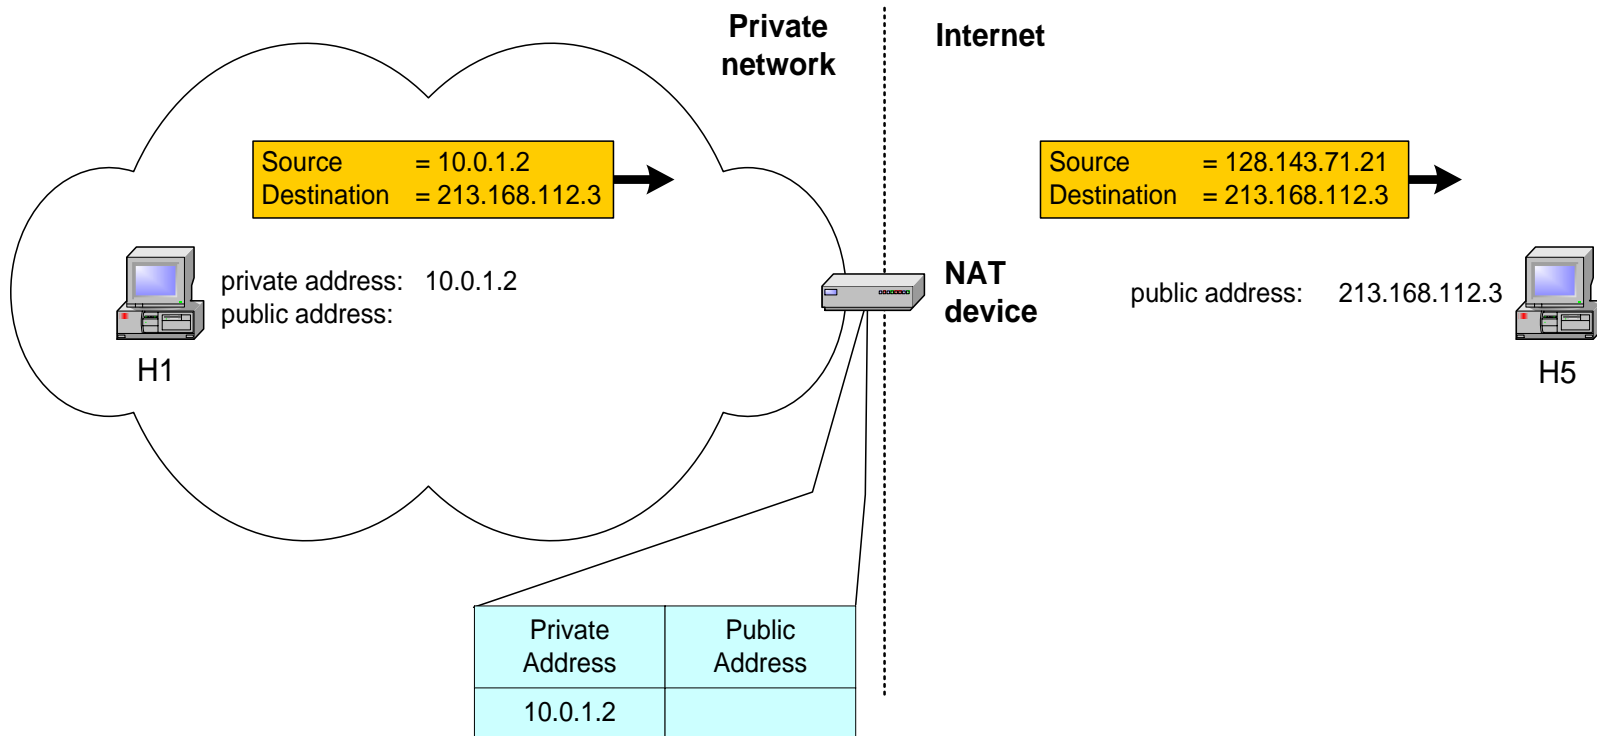 Private
network
Internet
Source = 10.0.1.2
Destination = 213.168.112.3
Source = 128.143.71.21
Destination = 213.168.112.3
private address: 10.0.1.2
public address:
H1
NAT
device
public address: 213.168.112.3
H5
Private
Address
Public
Address
10.0.1.2